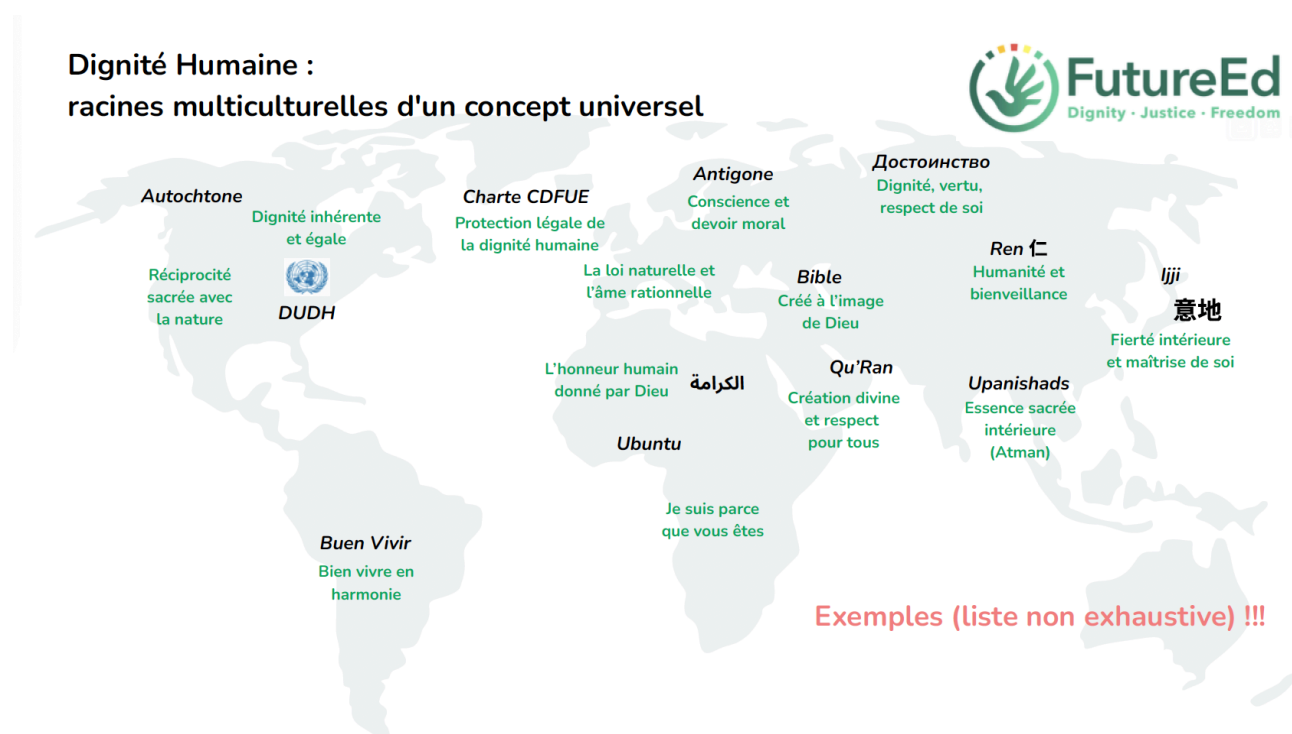 Dignité Humaine :
racines multiculturelles d'un concept universel
FutureEd
Dignity · Justice · Freedom
Autochtone
Réciprocité
sacrée avec
la nature
Dignité inhérente
et égale
DUDH
Charte CDFUE
Protection légale de
la dignité humaine
Antigone
Conscience et
devoir moral
La loi naturelle et
l'âme rationnelle
Достоинство
Dignité, vertu,
respect de soi
Bible
Créé à l'image
de Dieu
Ren 仁
Humanité et
bienveillance
Ijji
意地
Fierté intérieure
et maîtrise de soi
L'honneur humain
donné par Dieu
الكرامة
Qu'Ran
Création divine
et respect
pour tous
Upanishads
Essence sacrée
intérieure
(Atman)
Ubuntu
Je suis parce
que vous êtes
Buen Vivir
Bien vivre en
harmonie
Exemples (liste non exhaustive) !!!